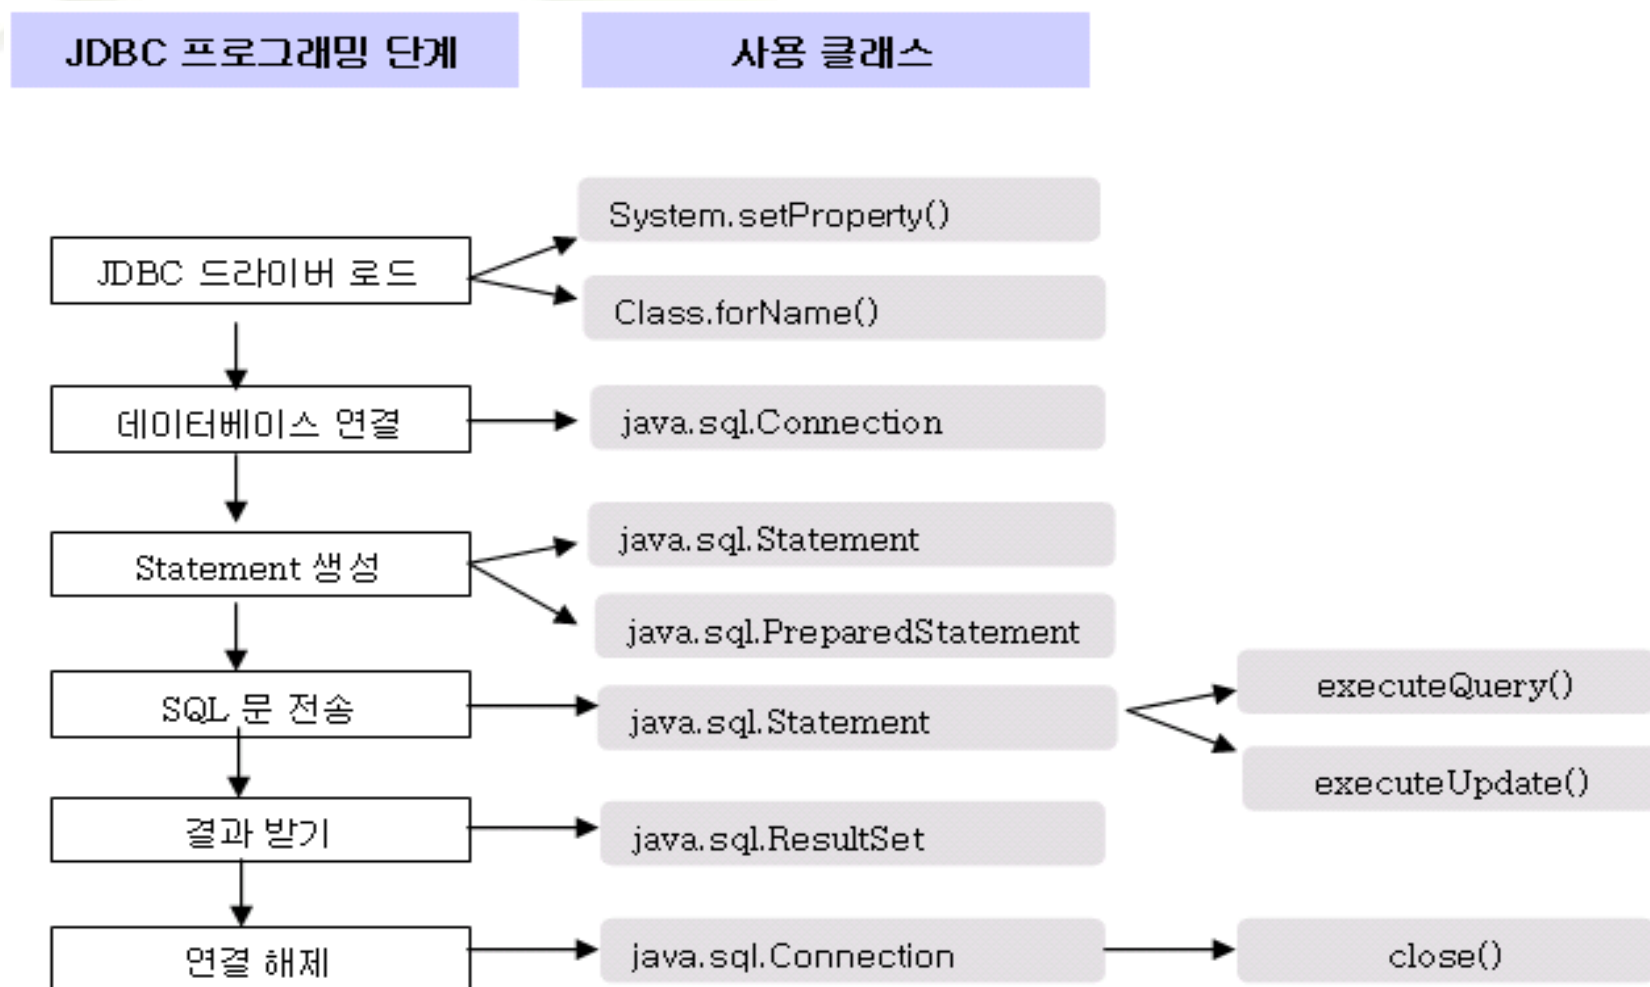 JDBC 프로그래밍 단계
사용 클래스
JDBC 드라이버 로드
System.setProperty()
Class.forName()
데이터베이스 연결
java.sql.Connection
Statement 생성
java.sql.Statement
java.sql.PreparedStatement
SQL 문 전송
java.sql.Statement
executeQuery()
executeUpdate()
결과 받기
java.sql.ResultSet
연결 해제
java.sql.Connection
close()